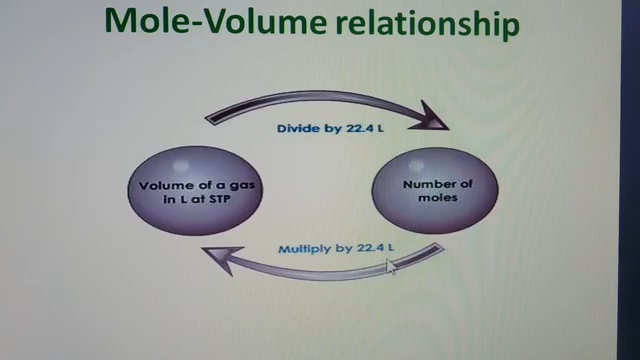 Mole-Volume relationship
Divide by 22.4 L
Volume of a gas
in L at STP
Number of
moles
Multiply by 22.4 L